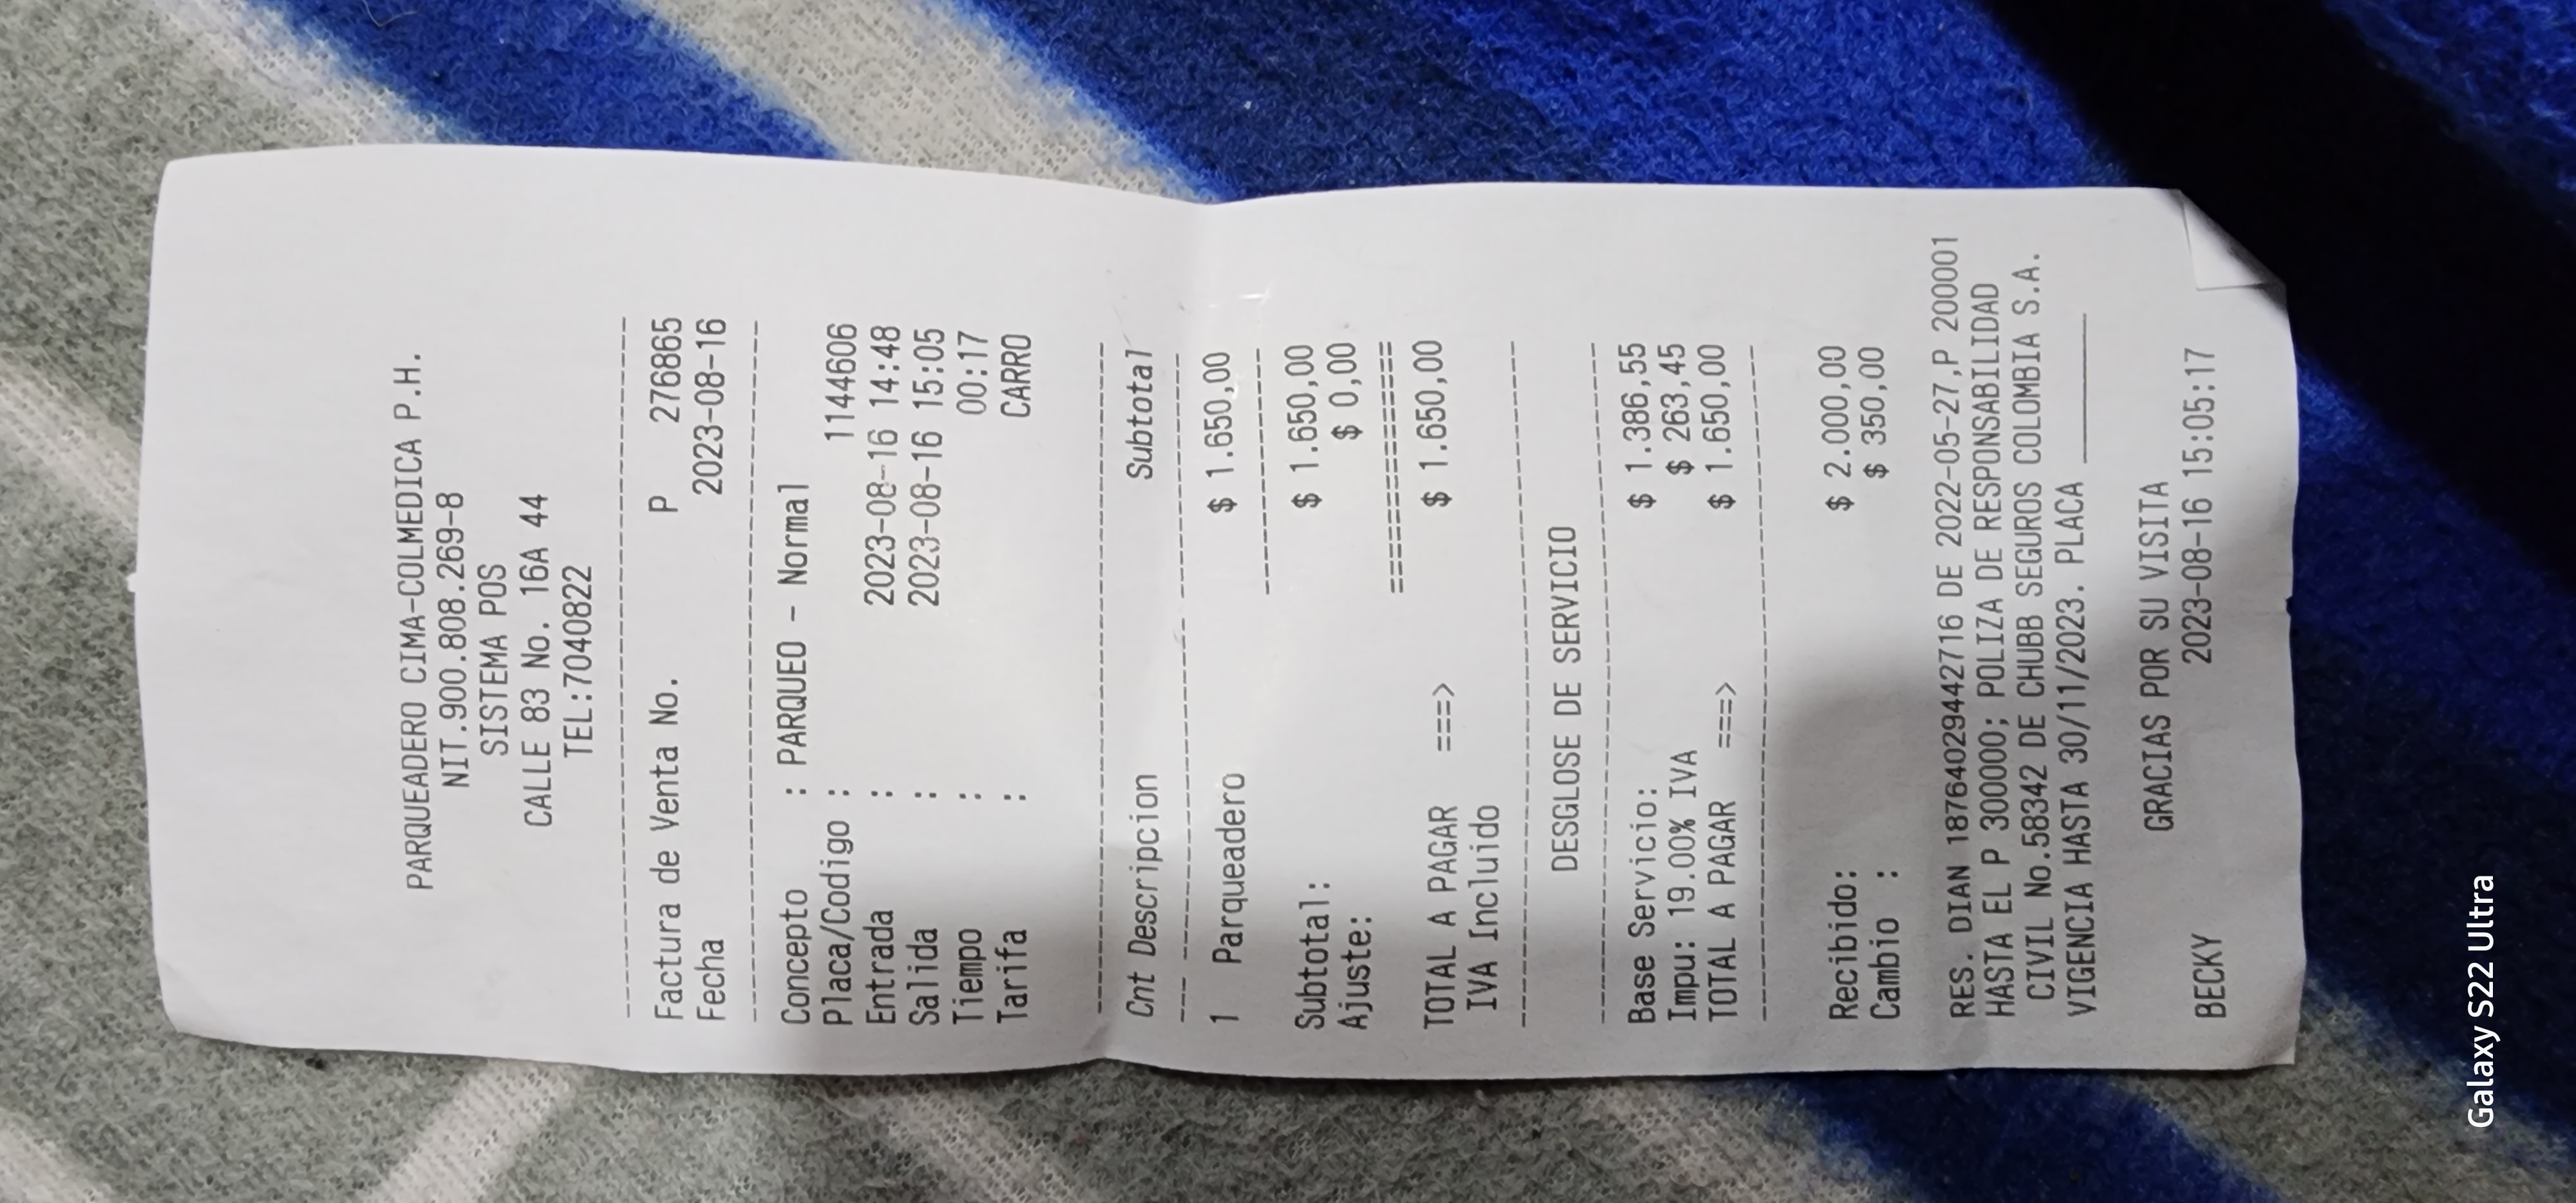 PARQUEADERO CIMA-COLMEDICA P.H.
NIT.900.808.269-8
SISTEMA POS
CALLE 83 No. 16A 44
TEL:7040822
Factura de Venta No. P 276865
Fecha 2023-08-16
Concepto : PARQUEO - Normal
Placa/Codigo : 1144606
Entrada : 2023-08-16 14:48
Salida : 2023-08-16 15:05
Tiempo : 00:17
Tarifa : CARRO
Cnt Descripcion Subtotal
1 Parqueadero $ 1.650,00
Subtotal: $ 1.650,00
Ajuste: $ 0,00
==============
TOTAL A PAGAR ===> $ 1.650,00
IVA Incluido
DESGLOSE DE SERVICIO
Base Servicio: $ 1.386,55
Impu: 19.00% IVA $ 263,45
TOTAL A PAGAR ===> $ 1.650,00
Recibido: $ 2.000,00
Cambio : $ 350,00
RES. DIAN 18764029442716 DE 2022-05-27,P 200001
HASTA EL P 300000; POLIZA DE RESPONSABILIDAD
CIVIL No.58342 DE CHUBB SEGUROS COLOMBIA S.A.
VIGENCIA HASTA 30/11/2023. PLACA ________
GRACIAS POR SU VISITA
BECKY 2023-08-16 15:05:17
Galaxy S22 Ultra